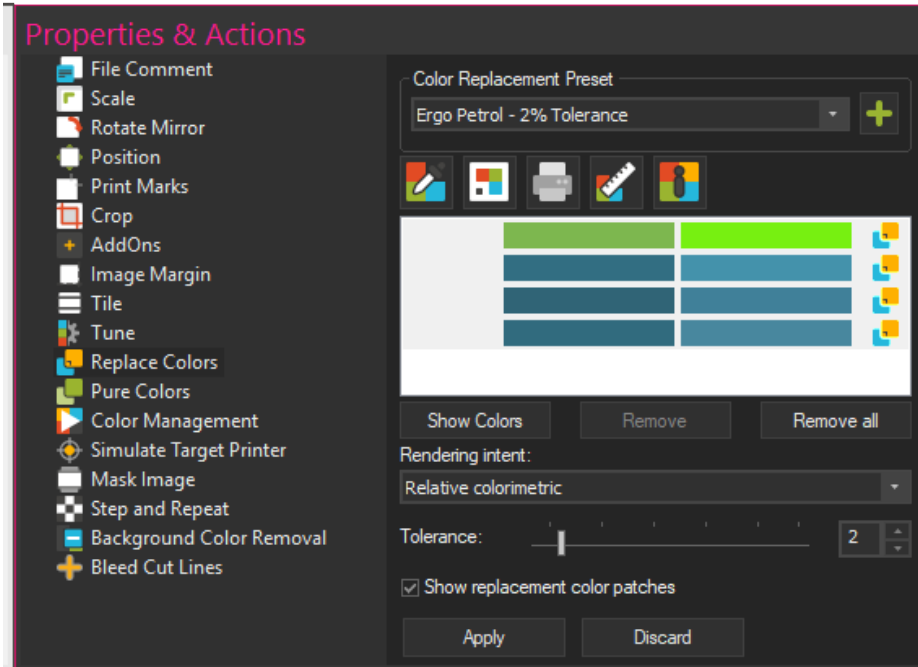 Properties & Actions
File Comment
Scale
Rotate Mirror
Position
Print Marks
Crop
AddOns
Image Margin
Tile
Tune
Replace Colors
Pure Colors
Color Management
Simulate Target Printer
Mask Image
Step and Repeat
Background Color Removal
Bleed Cut Lines
Color Replacement Preset
Ergo Petrol - 2% Tolerance
Show Colors
Remove
Remove all
Rendering intent:
Relative colorimetric
Tolerance:
2
Show replacement color patches
Apply
Discard